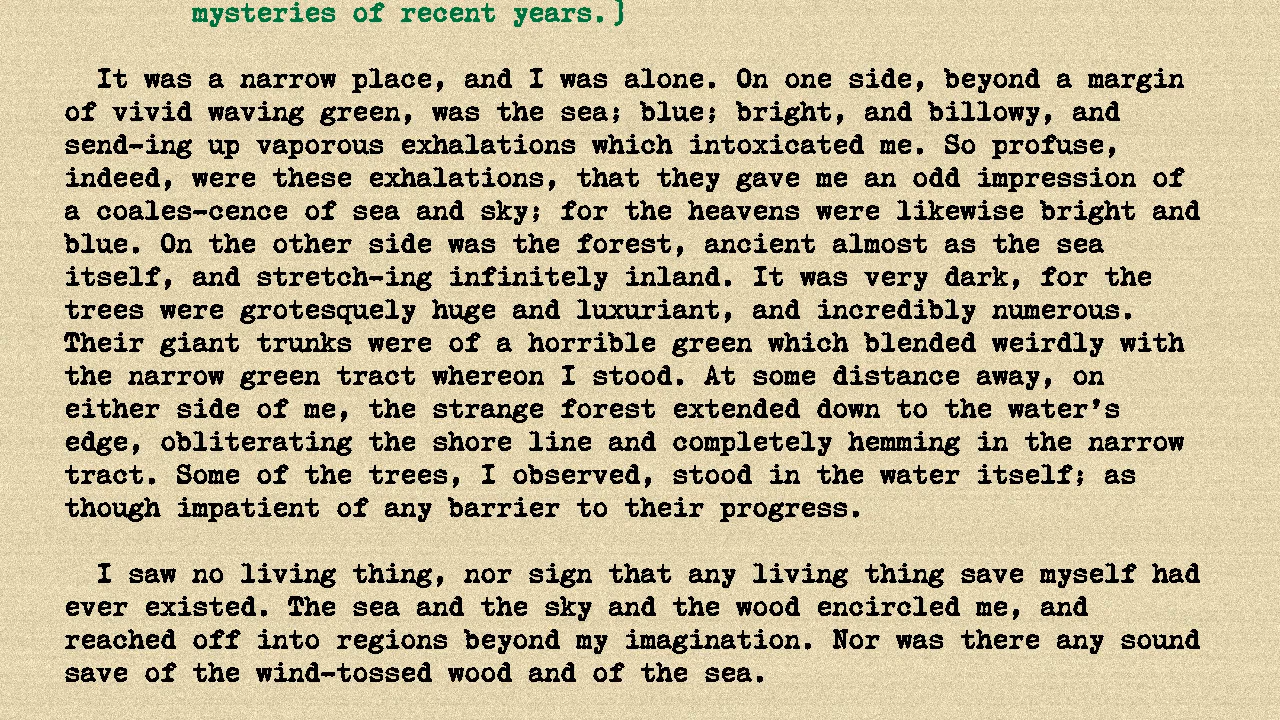 mysteries of recent years.]
It was a narrow place, and I was alone. On one side, beyond a margin
of vivid waving green, was the sea; blue; bright, and billowy, and
send-ing up vaporous exhalations which intoxicated me. So profuse,
indeed, were these exhalations, that they gave me an odd impression of
a coales-cence of sea and sky; for the heavens were likewise bright and
blue. On the other side was the forest, ancient almost as the sea
itself, and stretch-ing infinitely inland. It was very dark, for the
trees were grotesquely huge and luxuriant, and incredibly numerous.
Their giant trunks were of a horrible green which blended weirdly with
the narrow green tract whereon I stood. At some distance away, on
either side of me, the strange forest extended down to the water's
edge, obliterating the shore line and completely hemming in the narrow
tract. Some of the trees, I observed, stood in the water itself; as
though impatient of any barrier to their progress.
I saw no living thing, nor sign that any living thing save myself had
ever existed. The sea and the sky and the wood encircled me, and
reached off into regions beyond my imagination. Nor was there any sound
save of the wind-tossed wood and of the sea.